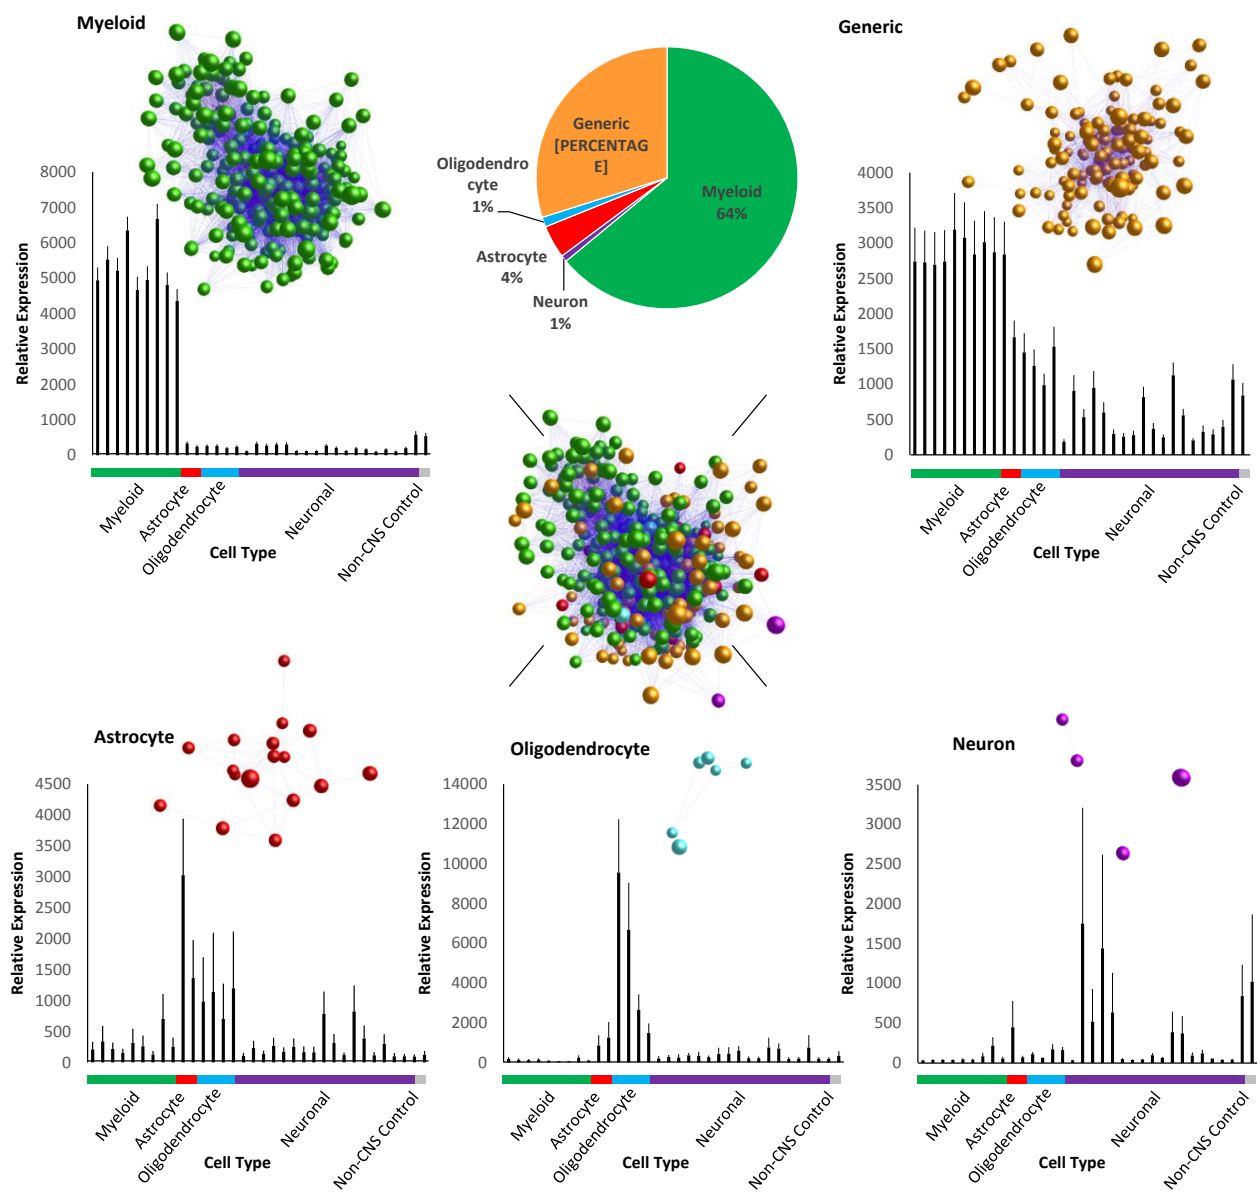 Myeloid
8000
7000
6000
5000
4000
3000
2000
1000
0
Relative Expression
Myeloid
Astrocyte
Oligodendrocyte
Neuronal
Non-CNS Control
Cell Type
Generic
[PERCENTAG
E]
Oligodendro
cyte
1%
Myeloid
64%
Astrocyte
4%
Neuron
1%
Generic
4000
3500
3000
2500
2000
1500
1000
500
0
Relative Expression
Myeloid
Astrocyte
Oligodendrocyte
Neuronal
Non-CNS Control
Cell Type
Astrocyte
4500
4000
3500
3000
2500
2000
1500
1000
500
0
Relative Expression
Myeloid
Astrocyte
Oligodendrocyte
Neuronal
Non-CNS Control
Cell Type
Oligodendrocyte
14000
12000
10000
8000
6000
4000
2000
0
Relative Expression
Myeloid
Astrocyte
Oligodendrocyte
Neuronal
Non-CNS Control
Cell Type
Neuron
3500
3000
2500
2000
1500
1000
500
0
Relative Expression
Myeloid
Astrocyte
Oligodendrocyte
Neuronal
Non-CNS Control
Cell Type